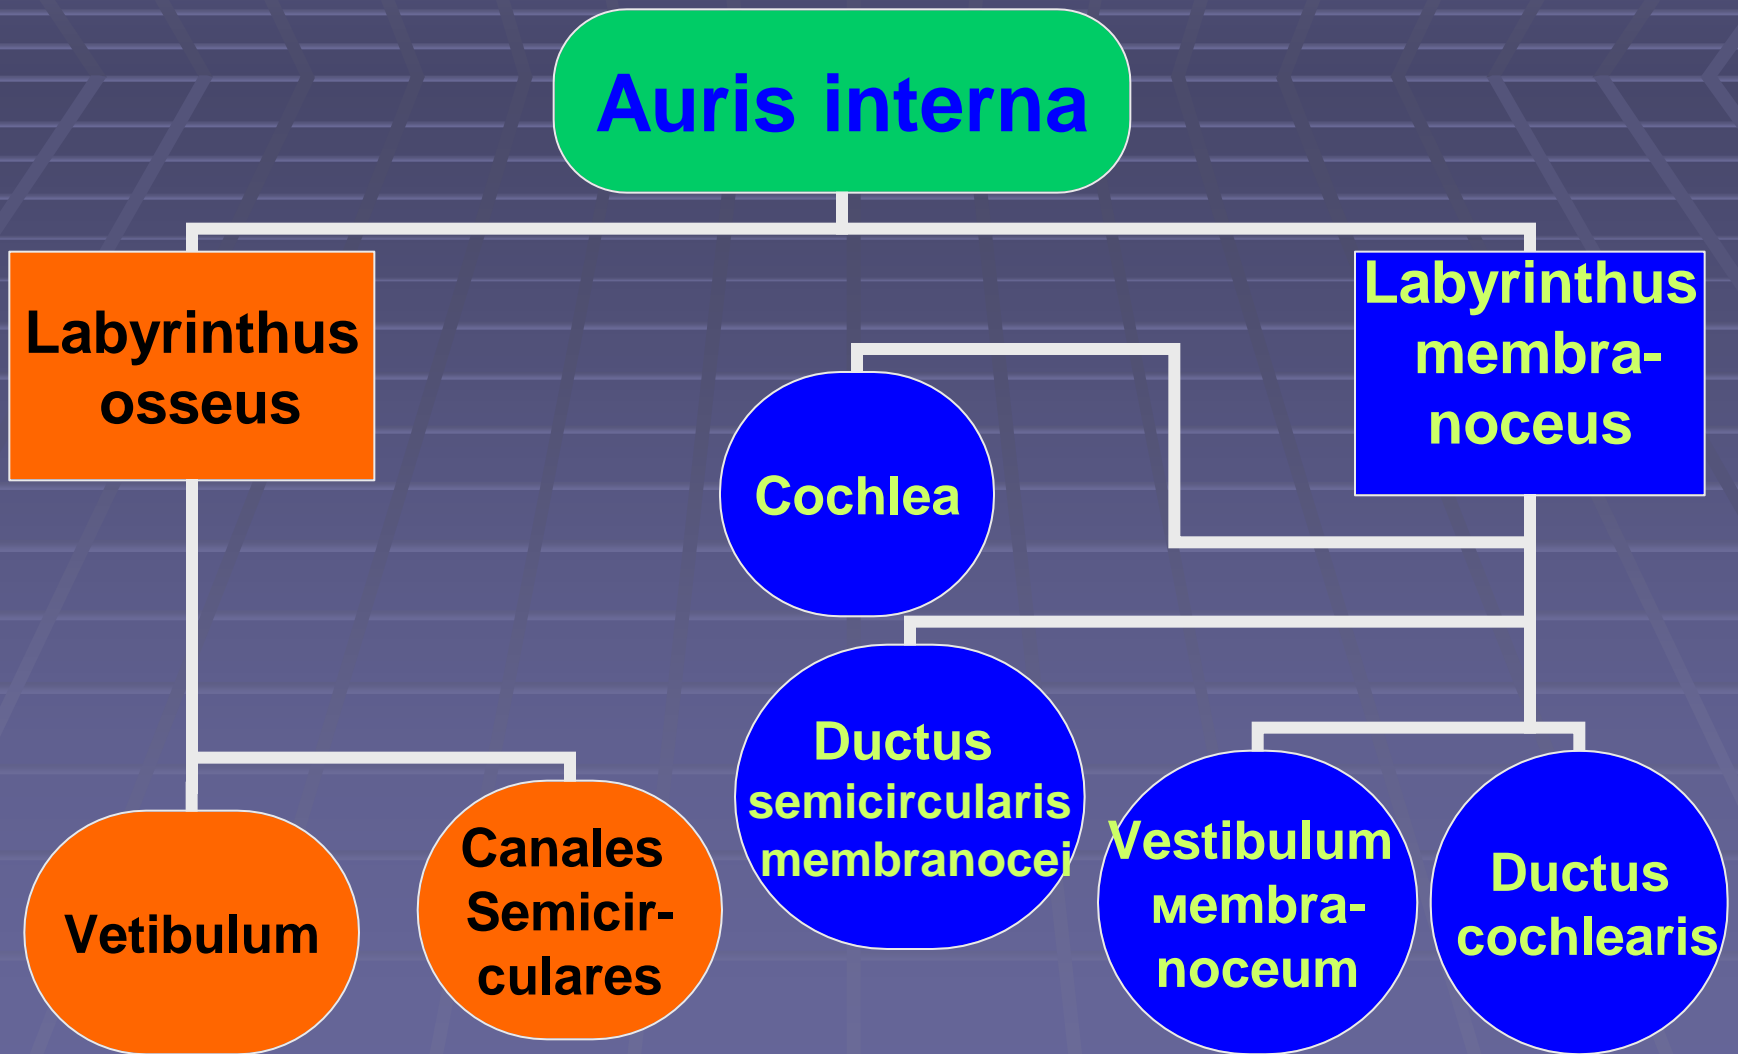 Auris interna
Labyrinthus
osseus
Labyrinthus
membra-
noceus
Cochlea
Ductus
semicircularis
membranocei
Vetibulum
Canales
Semicir-
culares
Vestibulum
мembra-
noceum
Ductus
cochlearis